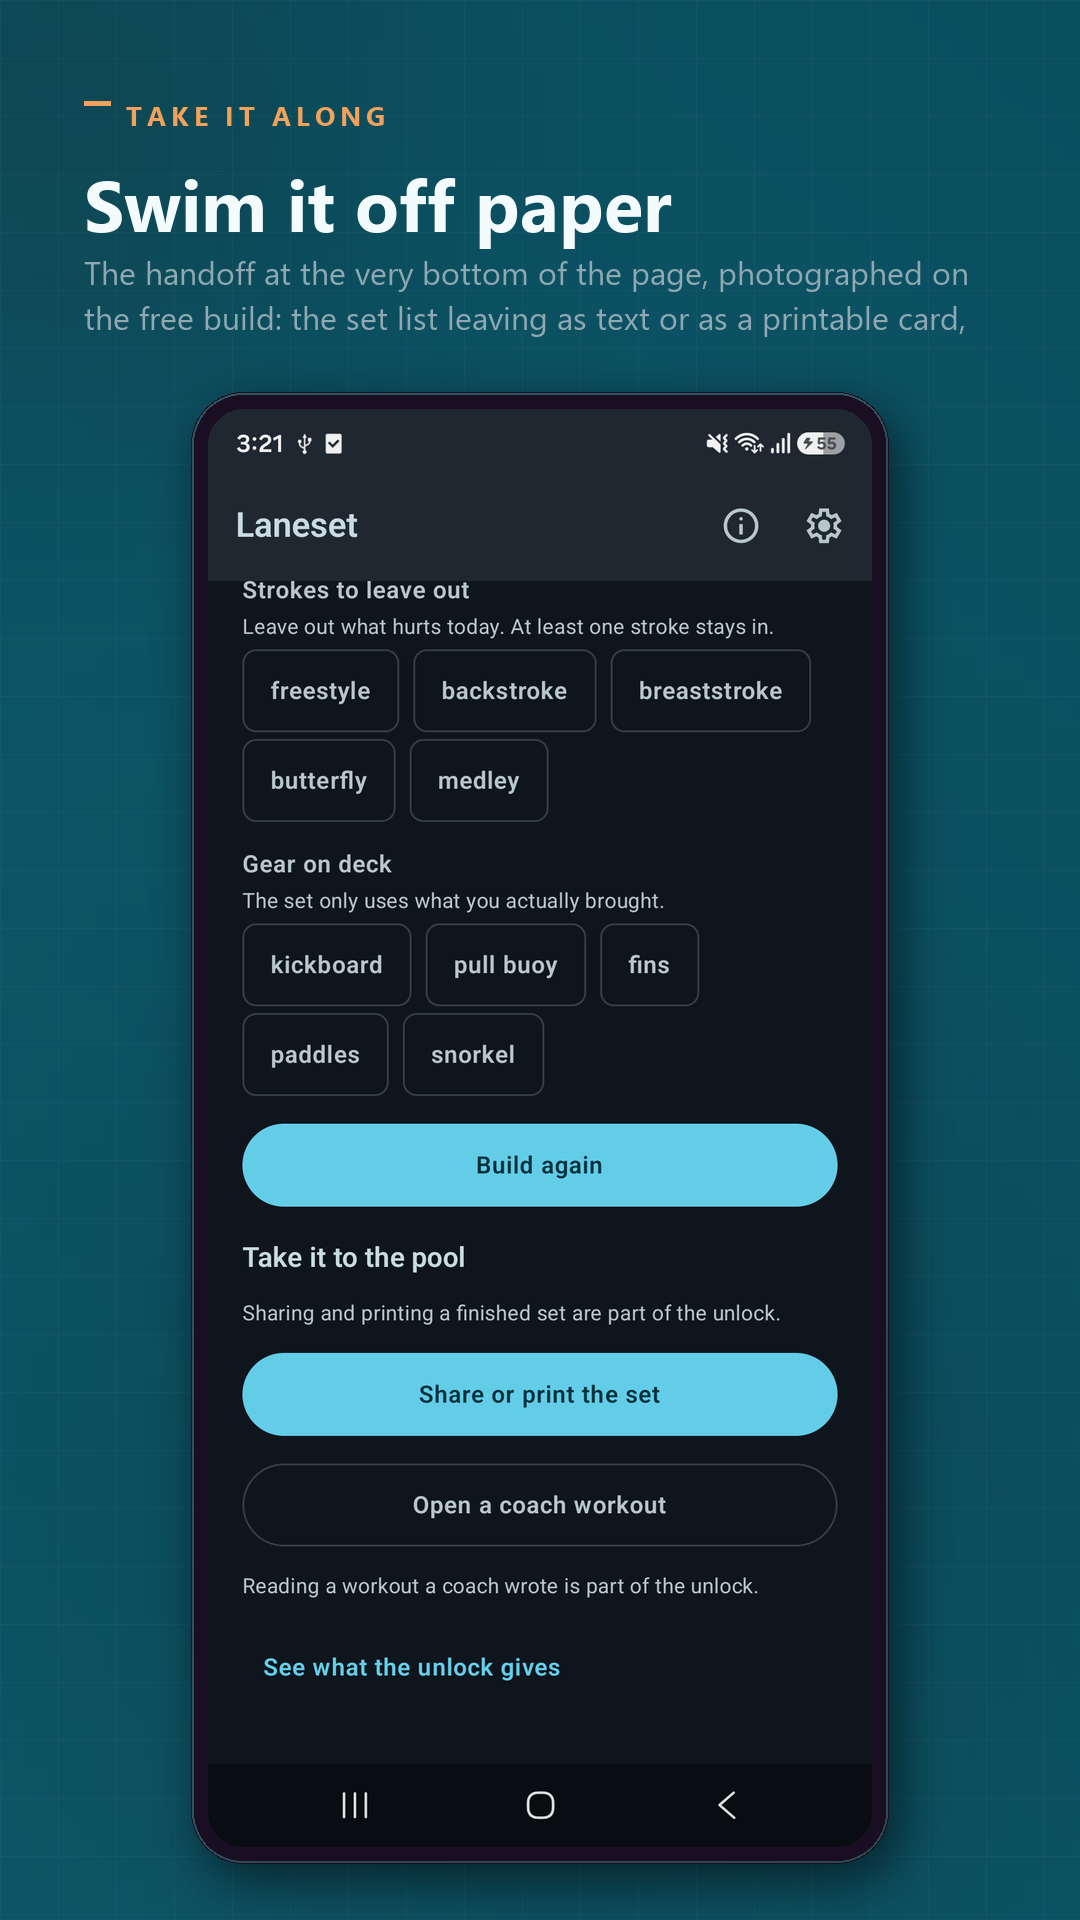 TAKE IT ALONG
Swim it off paper
The handoff at the very bottom of the page, photographed on
the free build: the set list leaving as text or as a printable card,
3:21
55
Laneset
Strokes to leave out
Leave out what hurts today. At least one stroke stays in.
freestyle backstroke breaststroke
butterfly medley
Gear on deck
The set only uses what you actually brought.
kickboard pull buoy fins
paddles snorkel
Build again
Take it to the pool
Sharing and printing a finished set are part of the unlock.
Share or print the set
Open a coach workout
Reading a workout a coach wrote is part of the unlock.
See what the unlock gives